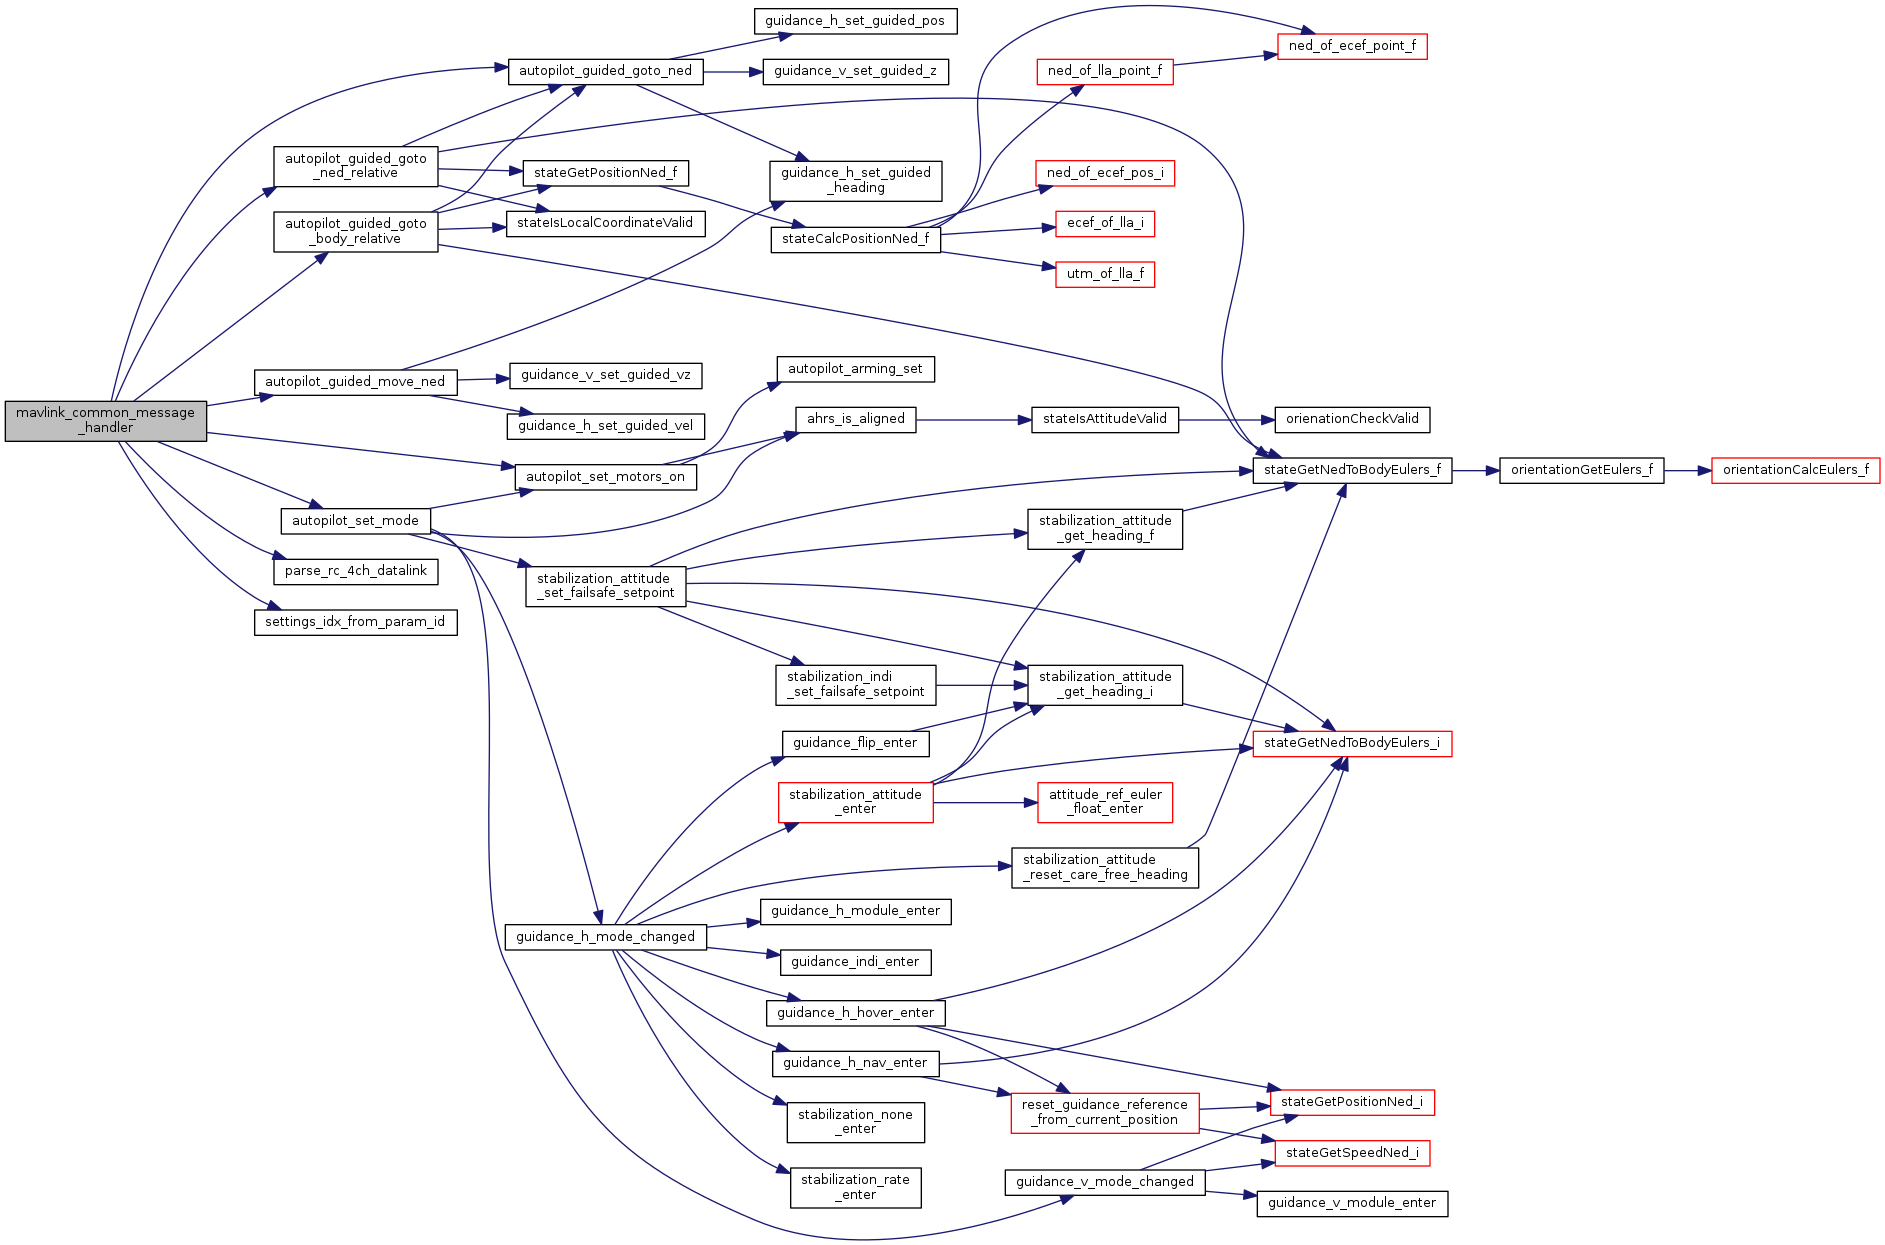 guidance_h_set_guided_pos
ned_of_ecef_point_f
autopilot_guided_goto_ned
guidance_v_set_guided_z
ned_of_lla_point_f
autopilot_guided_goto
_ned_relative
stateGetPositionNed_f
guidance_h_set_guided
_heading
ned_of_ecef_pos_i
autopilot_guided_goto
_body_relative
stateIsLocalCoordinateValid
stateCalcPositionNed_f
ecef_of_lla_i
utm_of_lla_f
autopilot_guided_move_ned
guidance_v_set_guided_vz
autopilot_arming_set
mavlink_common_message
_handler
guidance_h_set_guided_vel
ahrs_is_aligned
stateIsAttitudeValid
orienationCheckValid
autopilot_set_motors_on
stateGetNedToBodyEulers_f
orientationGetEulers_f
orientationCalcEulers_f
autopilot_set_mode
stabilization_attitude
_get_heading_f
parse_rc_4ch_datalink
stabilization_attitude
_set_failsafe_setpoint
settings_idx_from_param_id
stabilization_indi
_set_failsafe_setpoint
stabilization_attitude
_get_heading_i
guidance_flip_enter
stateGetNedToBodyEulers_i
stabilization_attitude
_enter
attitude_ref_euler
_float_enter
stabilization_attitude
_reset_care_free_heading
guidance_h_module_enter
guidance_h_mode_changed
guidance_indi_enter
guidance_h_hover_enter
guidance_h_nav_enter
reset_guidance_reference
_from_current_position
stateGetPositionNed_i
stabilization_none
_enter
stateGetSpeedNed_i
stabilization_rate
_enter
guidance_v_mode_changed
guidance_v_module_enter